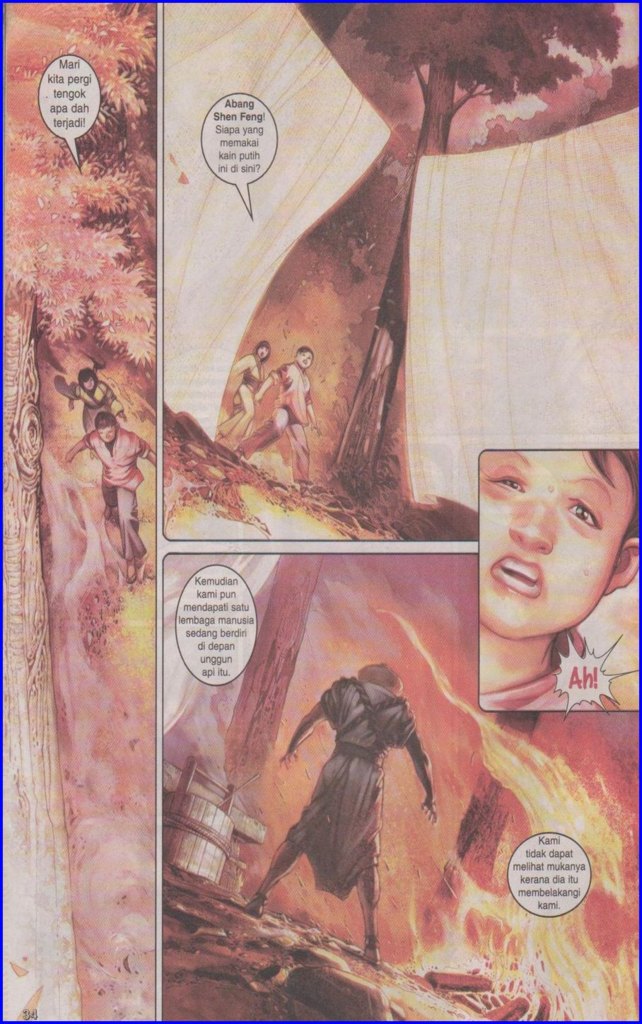 Mari
kita pergi
tengok
apa dah
terjadi!
Abang
Shen Feng!
Siapa yang
memakai
kain putih
ini di sini?
Ah!
Kemudian
kami pun
mendapati satu
lembaga manusia
sedang berdiri
di depan
unggun
api itu.
Kami
tidak dapat
melihat mukanya
kerana dia itu
membelakangi
kami.
34